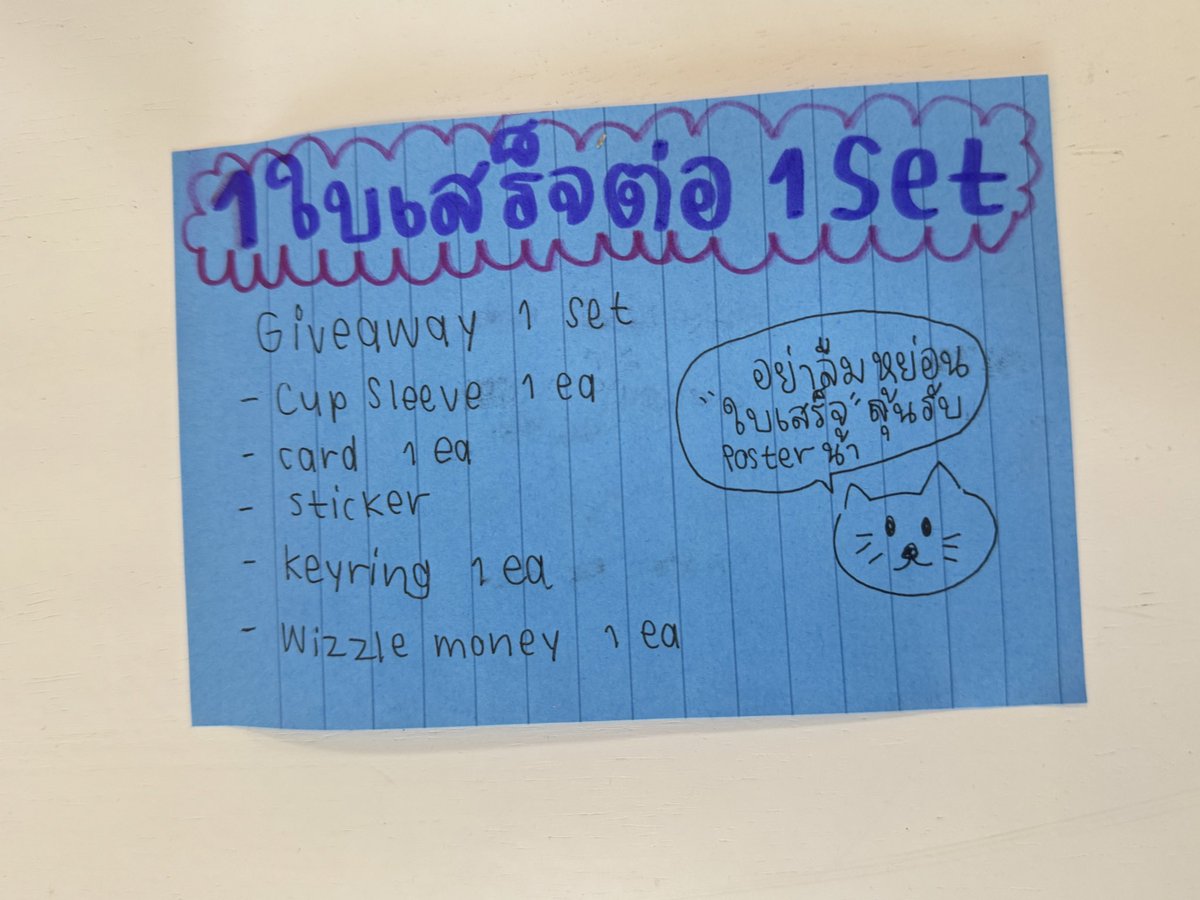 1 ใบเสร็จต่อ 1 Set
Giveaway 1 set
- Cup Sleeve 1 ea
- card 1 ea
- sticker
- keyring 1 ea
- Wizzle money 1 ea
อย่าลืมหย่อน
"ใบเสร็จ" ลุ้นรับ
Poster น้า